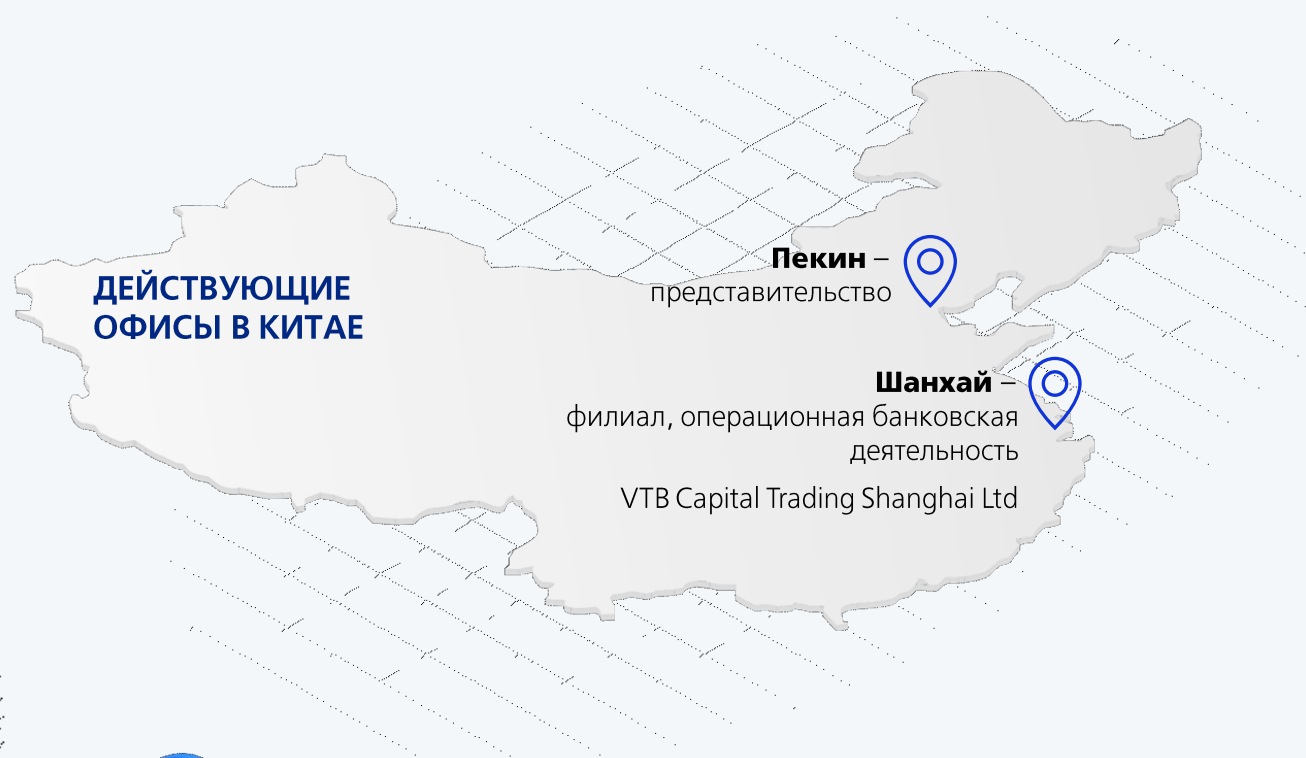 ДЕЙСТВУЮЩИЕ
ОФИСЫ В КИТАЕ
Пекин –
представительство
Шанхай –
филиал, операционная банковская
деятельность
VTB Capital Trading Shanghai Ltd